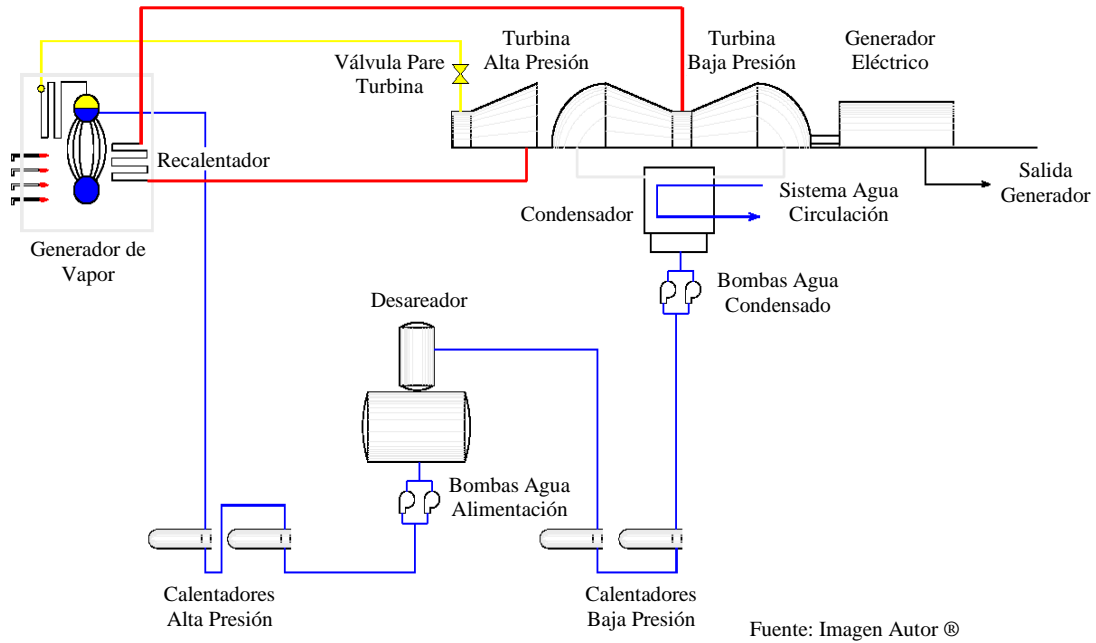 Turbina
Alta Presión
Turbina
Baja Presión
Generador
Eléctrico
Válvula Pare
Turbina
Recalentador
Generador de
Vapor
Condensador
Sistema Agua
Circulación
Salida
Generador
Bombas Agua
Condensado
Desareador
Bombas Agua
Alimentación
Calentadores
Alta Presión
Calentadores
Baja Presión
Fuente: Imagen Autor ®